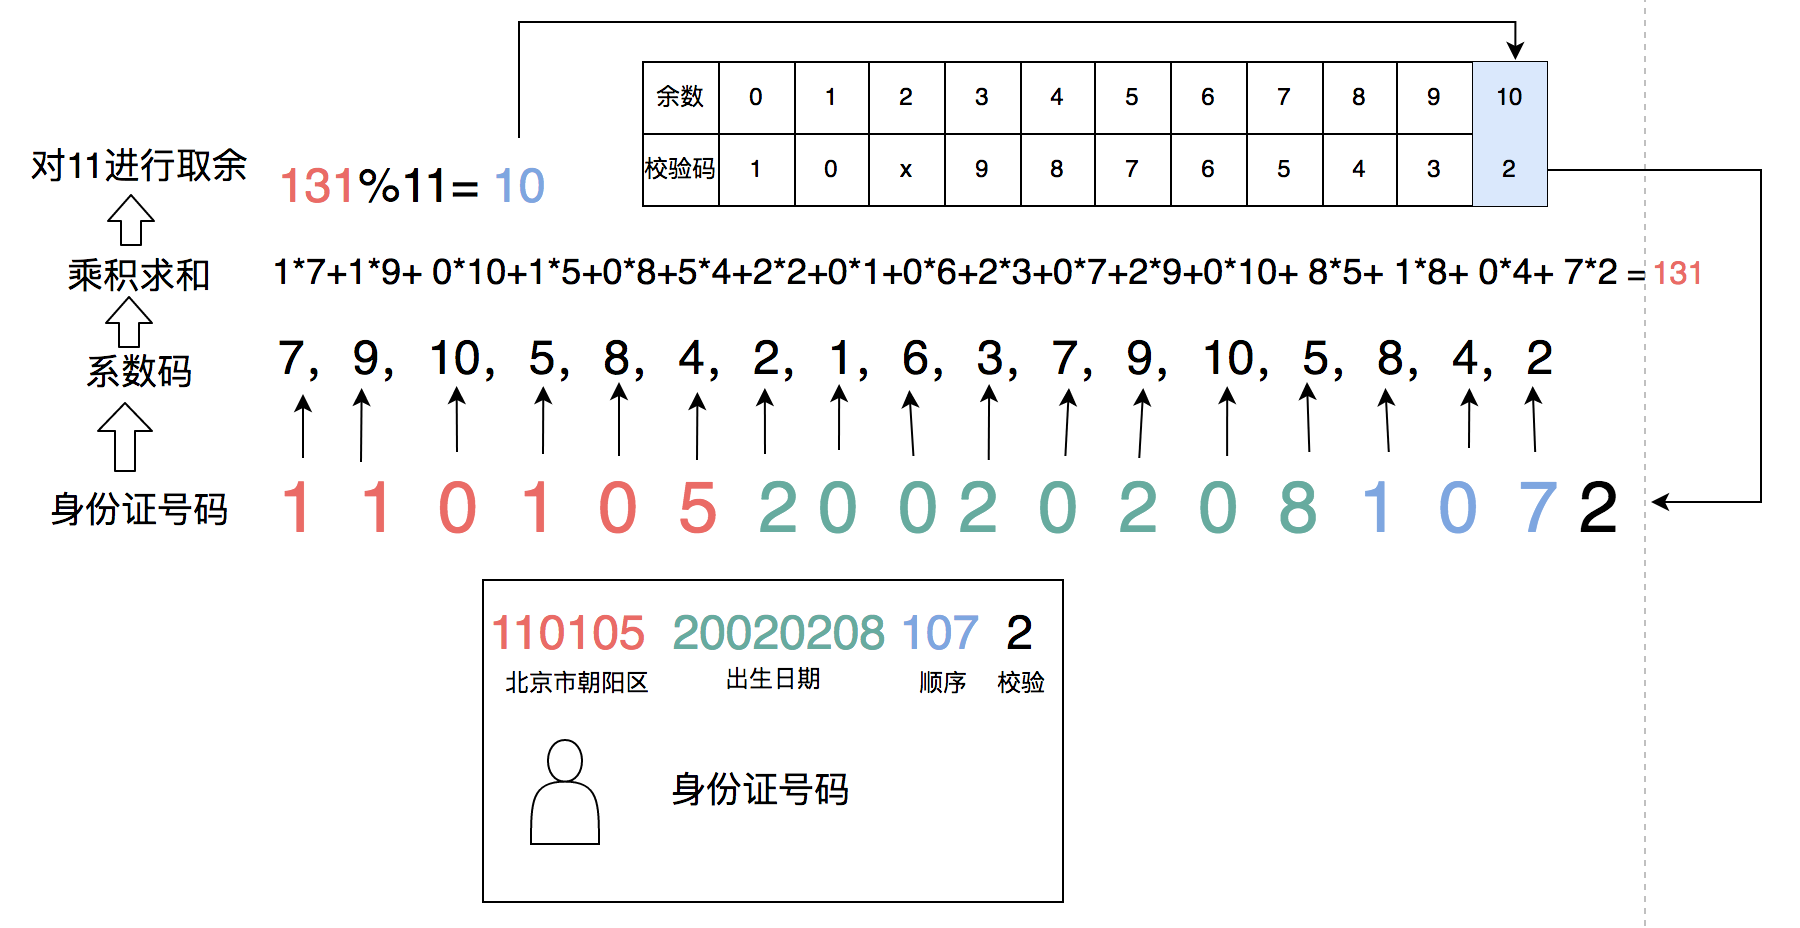 余数 0 1 2 3 4 5 6 7 8 9 10
校验码 1 0 x 9 8 7 6 5 4 3 2
对11进行取余 131%11= 10
乘积求和 1*7+1*9+ 0*10+1*5+0*8+5*4+2*2+0*1+0*6+2*3+0*7+2*9+0*10+ 8*5+ 1*8+ 0*4+ 7*2 = 131
系数码 7, 9, 10, 5, 8, 4, 2, 1, 6, 3, 7, 9, 10, 5, 8, 4, 2
身份证号码 1 1 0 1 0 5 2 0 0 2 0 2 0 8 1 0 7 2
110105 20020208 107 2
北京市朝阳区 出生日期 顺序 校验
身份证号码